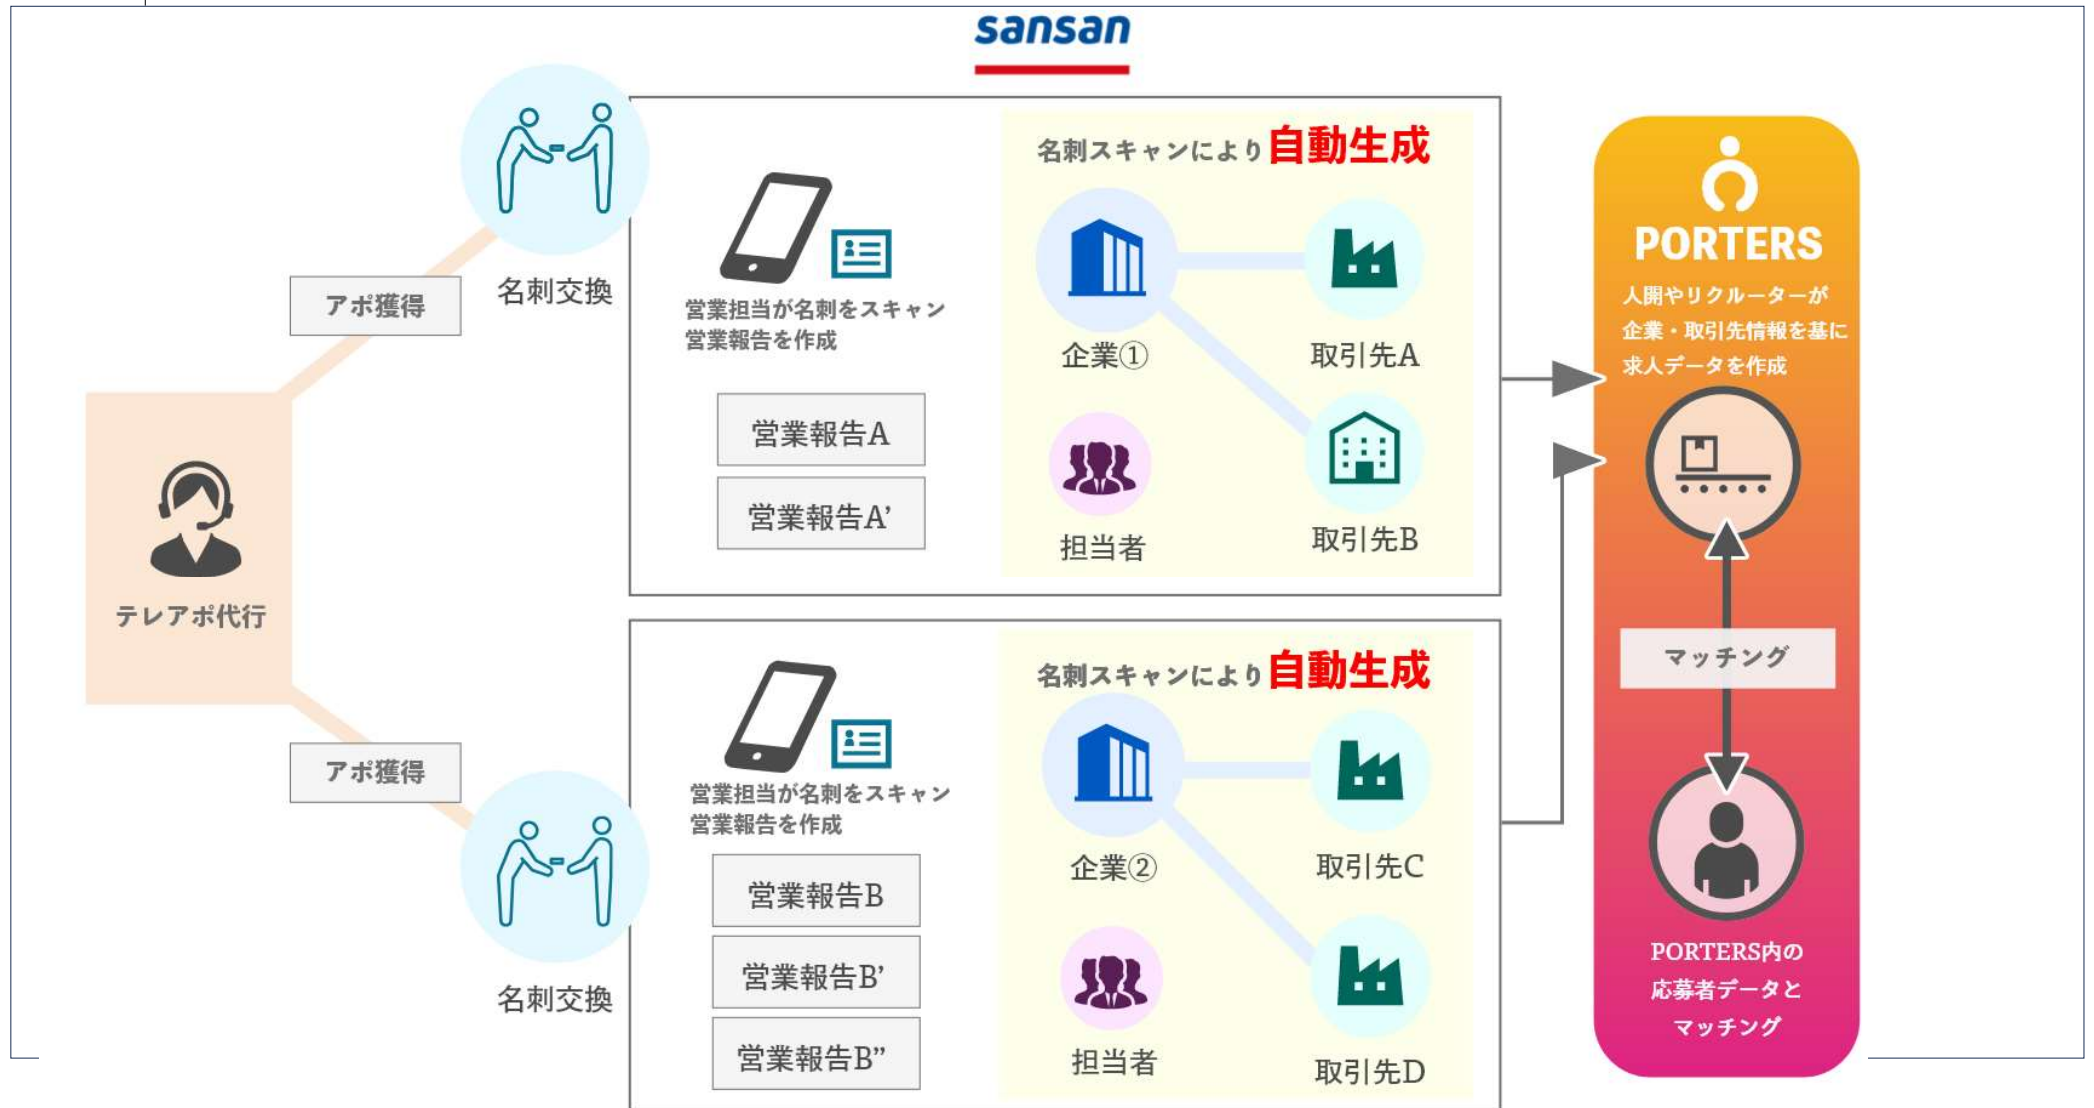 sansan
テレアポ代行
アポ獲得
名刺交換
営業担当が名刺をスキャン
営業報告を作成
営業報告A
営業報告A’
名刺スキャンにより自動生成
企業①
取引先A
担当者
取引先B
アポ獲得
名刺交換
営業担当が名刺をスキャン
営業報告を作成
営業報告B
営業報告B’
営業報告B”
名刺スキャンにより自動生成
企業②
取引先C
担当者
取引先D
PORTERS
人開やリクルーターが
企業・取引先情報を基に
求人データを作成
マッチング
PORTERS内の
応募者データと
マッチング